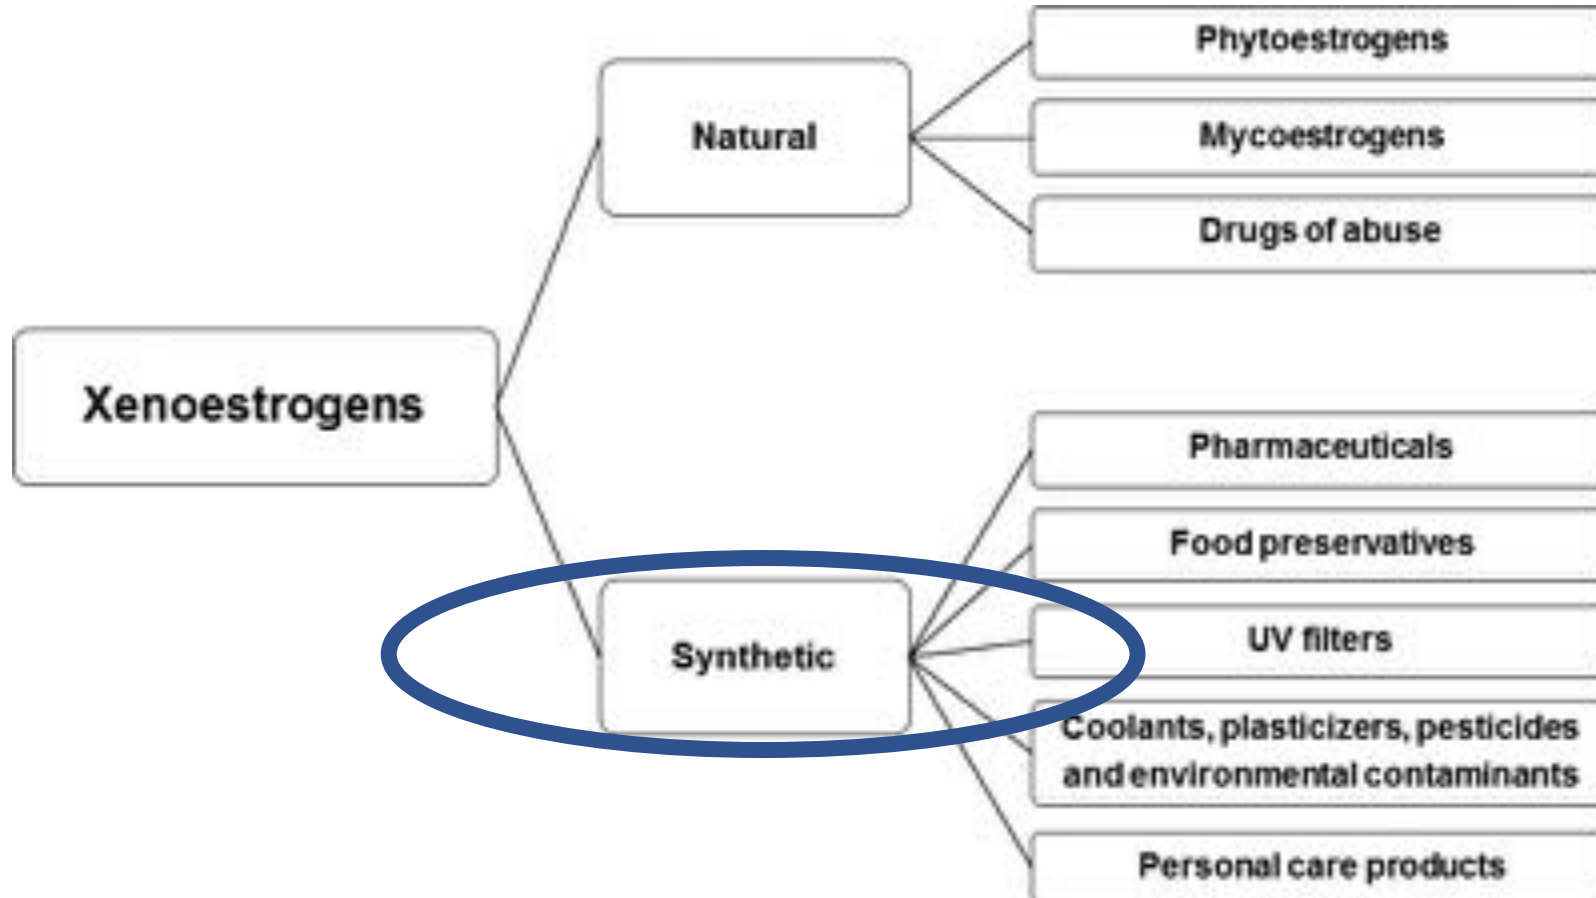 Phytoestrogens
Natural
Mycoestrogens
Drugs of abuse
Xenoestrogens
Pharmaceuticals
Food preservatives
UV filters
Synthetic
Coolants, plasticizers, pesticides
and environmental contaminants
Personal care products